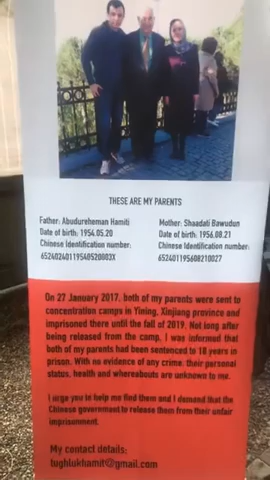 THESE ARE MY PARENTS
Father: Abudureheman Hamiti
Date of birth: 1954.05.20
Chinese Identification number:
65240240119540520003X
Mother: Shaadati Bawudun
Date of birth: 1956.08.21
Chinese Identification number:
652401195608210027
On 27 January 2017, both of my parents were sent to
concentration camps in Yining, Xinjiang province and
imprisoned there until the fall of 2019. Not long after
being released from the camp, I was informed that
both of my parents had been sentenced to 18 years in
prison. With no evidence of any crime, their personal
status, health and whereabouts are unknown to me.
I urge you to help me find them and I demand that the
Chinese government to release them from their unfair
imprisonment.
My contact details:
tughlukhamit@gmail.com